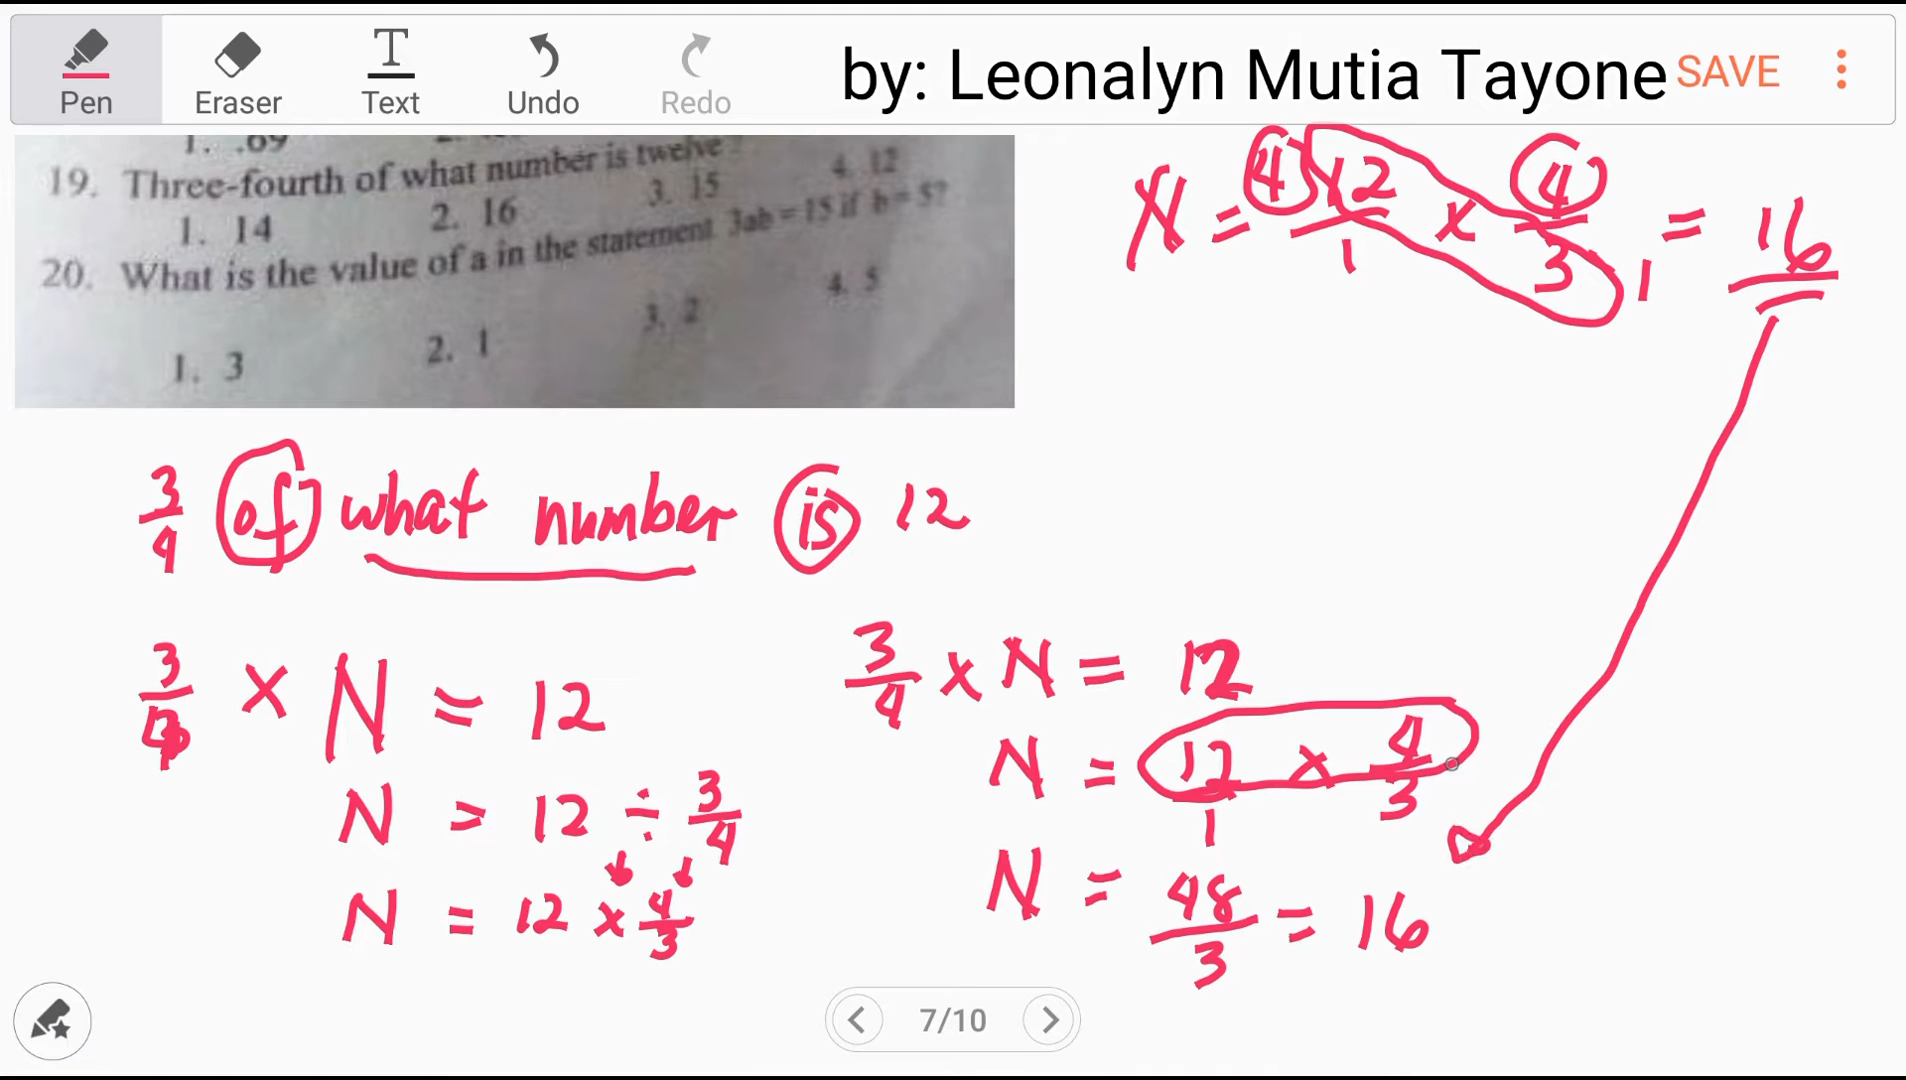 Pen Eraser Text Undo Redo by: Leonalyn Mutia Tayone SAVE
1. .69
19. Three-fourth of what number is twelve?
1. 14 2. 16 3. 15 4. 12
20. What is the value of a in the statement 3ab = 15 if b = 5?
1. 3 2. 1 3. 2 4. 5
N = 4 12/1 x 4/3 1 = 16
3/4 of what number is 12
3/4 x N = 12
N = 12 ÷ 3/4
N = 12 x 4/3
3/4 x N = 12
N = 12/1 x 4/3
N = 48/3 = 16
7/10